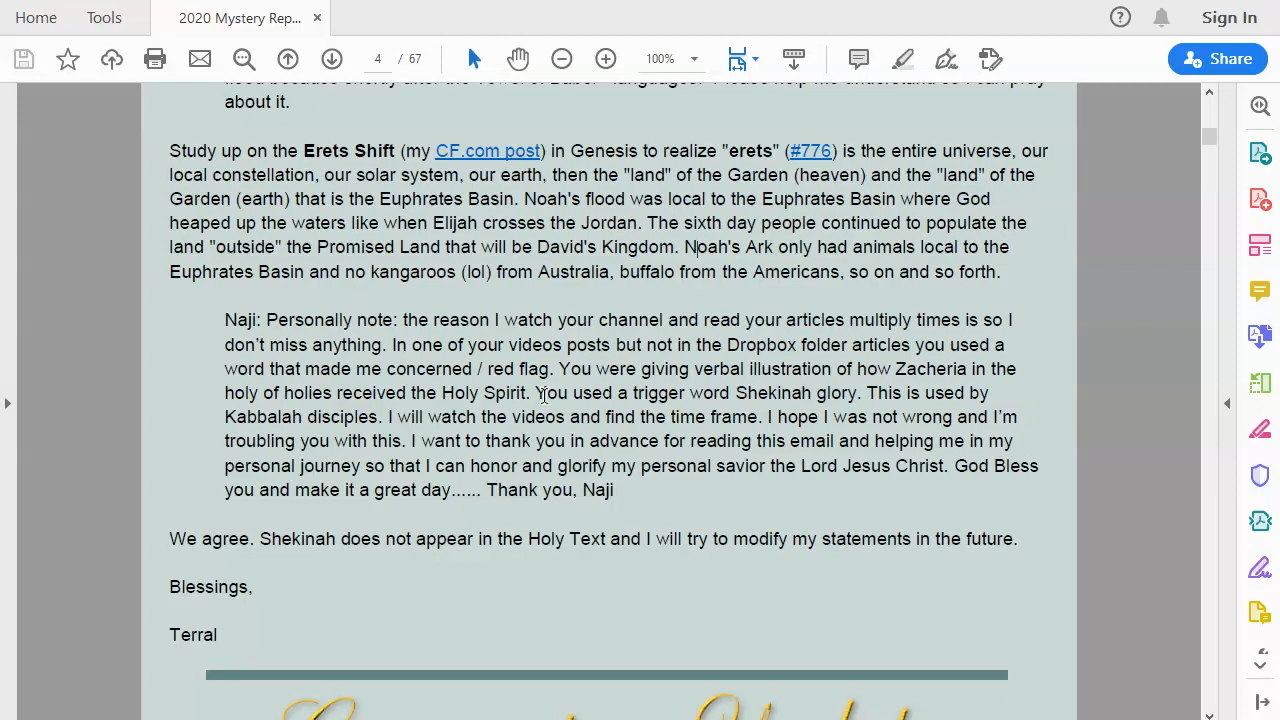 Home Tools 2020 Mystery Rep... × Sign In
4 / 67 100% Share
about it.
Study up on the Erets Shift (my CF.com post) in Genesis to realize "erets" (#776) is the entire universe, our
local constellation, our solar system, our earth, then the "land" of the Garden (heaven) and the "land" of the
Garden (earth) that is the Euphrates Basin. Noah's flood was local to the Euphrates Basin where God
heaped up the waters like when Elijah crosses the Jordan. The sixth day people continued to populate the
land "outside" the Promised Land that will be David's Kingdom. Noah's Ark only had animals local to the
Euphrates Basin and no kangaroos (lol) from Australia, buffalo from the Americans, so on and so forth.
Naji: Personally note: the reason I watch your channel and read your articles multiply times is so I
don’t miss anything. In one of your videos posts but not in the Dropbox folder articles you used a
word that made me concerned / red flag. You were giving verbal illustration of how Zacheria in the
holy of holies received the Holy Spirit. You used a trigger word Shekinah glory. This is used by
Kabbalah disciples. I will watch the videos and find the time frame. I hope I was not wrong and I’m
troubling you with this. I want to thank you in advance for reading this email and helping me in my
personal journey so that I can honor and glorify my personal savior the Lord Jesus Christ. God Bless
you and make it a great day...... Thank you, Naji
We agree. Shekinah does not appear in the Holy Text and I will try to modify my statements in the future.
Blessings,
Terral